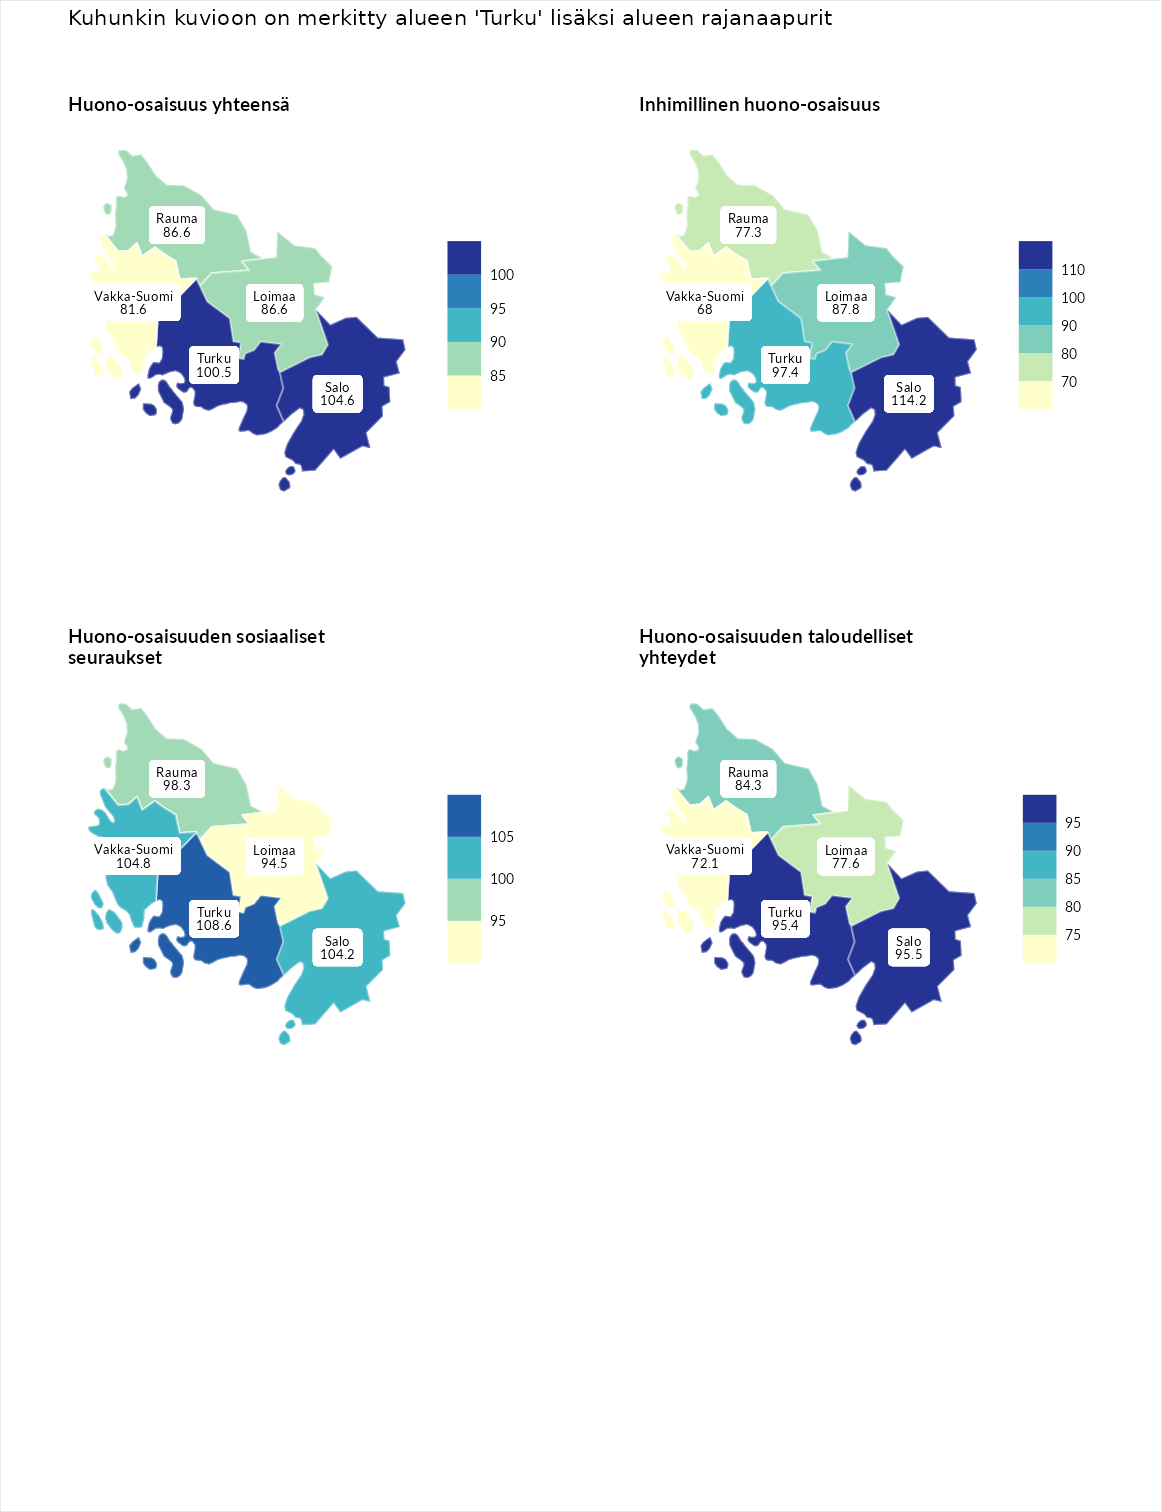 Kuhunkin kuvioon on merkitty alueen 'Turku' lisäksi alueen rajanaapurit
Huono-osaisuus yhteensä
Rauma
86.6
Vakka-Suomi
81.6
Loimaa
86.6
Turku
100.5
Salo
104.6
100
95
90
85
Inhimillinen huono-osaisuus
Rauma
77.3
Vakka-Suomi
68
Loimaa
87.8
Turku
97.4
Salo
114.2
110
100
90
80
70
Huono-osaisuuden sosiaaliset
seuraukset
Rauma
98.3
Vakka-Suomi
104.8
Loimaa
94.5
Turku
108.6
Salo
104.2
105
100
95
Huono-osaisuuden taloudelliset
yhteydet
Rauma
84.3
Vakka-Suomi
72.1
Loimaa
77.6
Turku
95.4
Salo
95.5
95
90
85
80
75